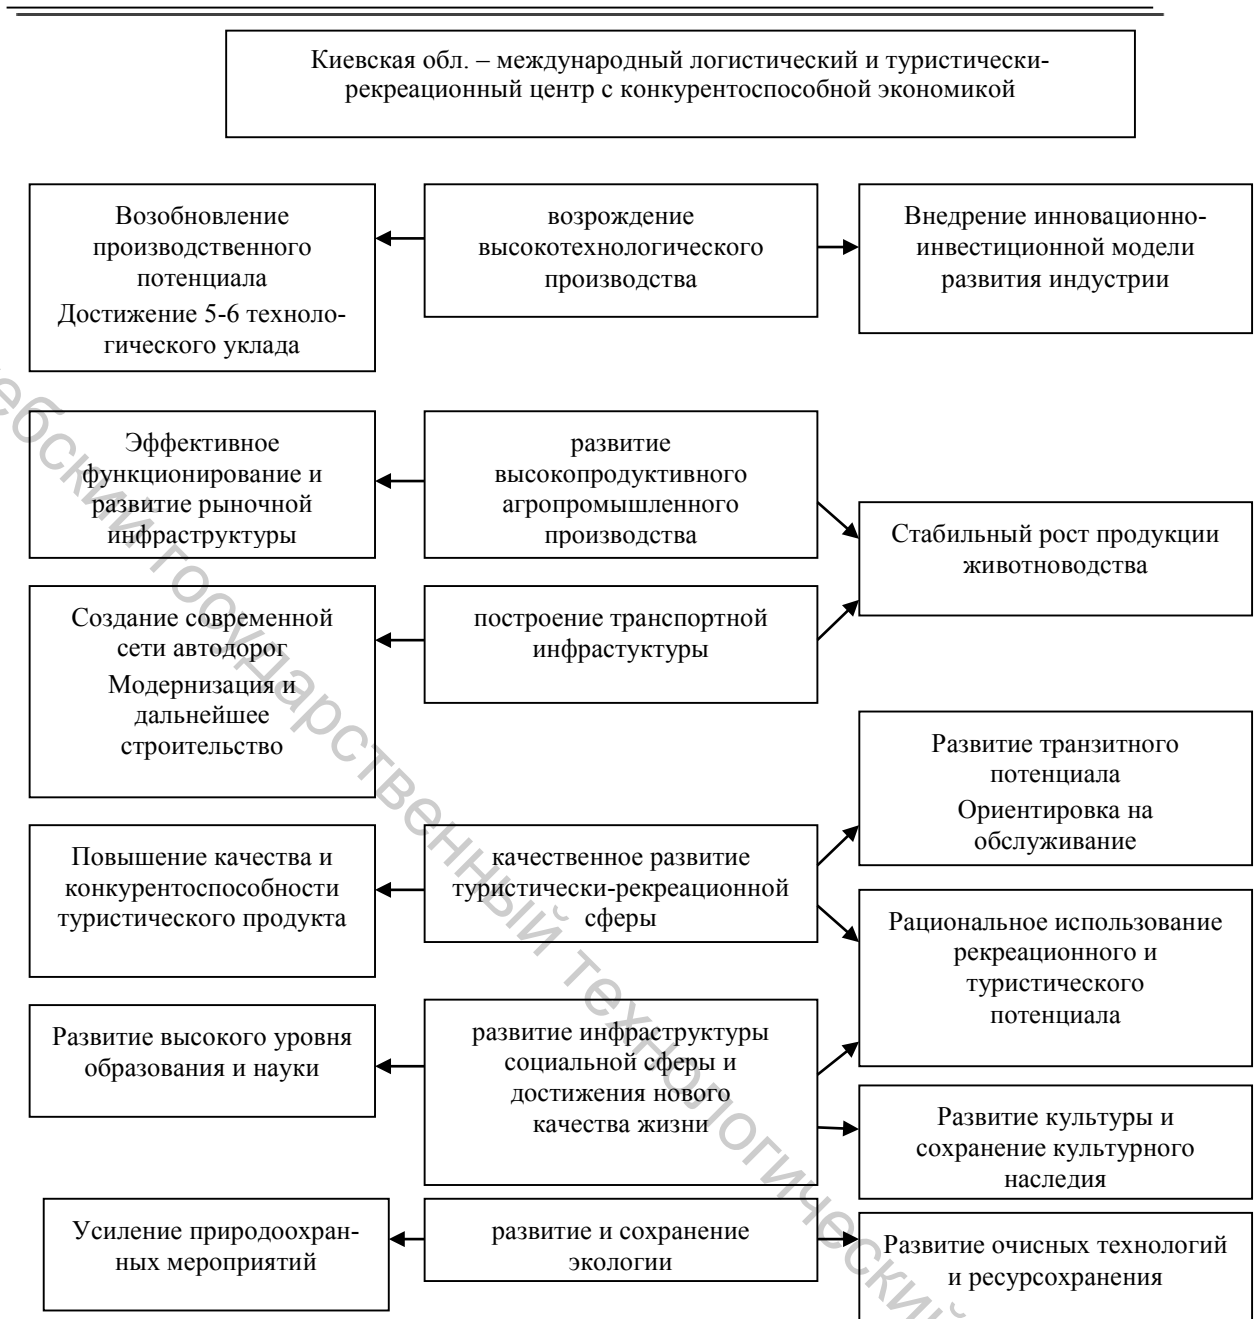 Киевская обл. – международный логистический и туристически-
рекреационный центр с конкурентоспособной экономикой
Возобновление
производственного
потенциала
Достижение 5-6 техноло-
гического уклада
возрождение
высокотехнологического
производства
Внедрение инновационно-
инвестиционной модели
развития индустрии
Эффективное
функционирование и
развитие рыночной
инфраструктуры
развитие
высокопродуктивного
агропромышленного
производства
Стабильный рост продукции
животноводства
Создание современной
сети автодорог
Модернизация и
дальнейшее
строительство
построение транспортной
инфрастуктуры
Развитие транзитного
потенциала
Ориентировка на
обслуживание
Повышение качества и
конкурентоспособности
туристического продукта
качественное развитие
туристически-рекреационной
сферы
Рациональное использование
рекреационного и
туристического
потенциала
Развитие высокого уровня
образования и науки
развитие инфраструктуры
социальной сферы и
достижения нового
качества жизни
Развитие культуры и
сохранение культурного
наследия
Усиление природоохран-
ных мероприятий
развитие и сохранение
экологии
Развитие очисных технологий
и ресурсохранения
государственный технологический